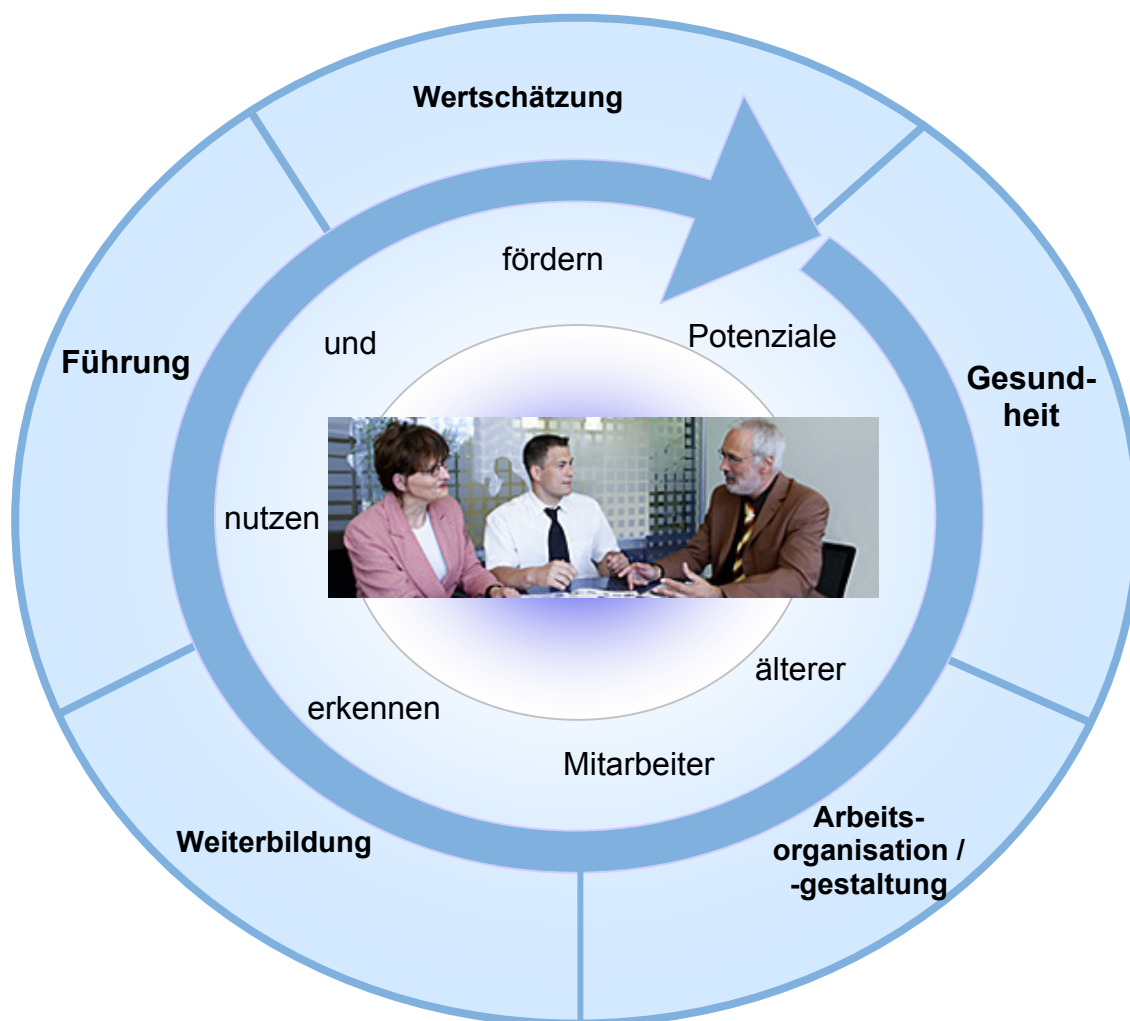 Wertschätzung
Gesund-
heit
Arbeits-
organisation /
-gestaltung
Weiterbildung
Führung
Potenziale
älterer
Mitarbeiter
erkennen
nutzen
und
fördern